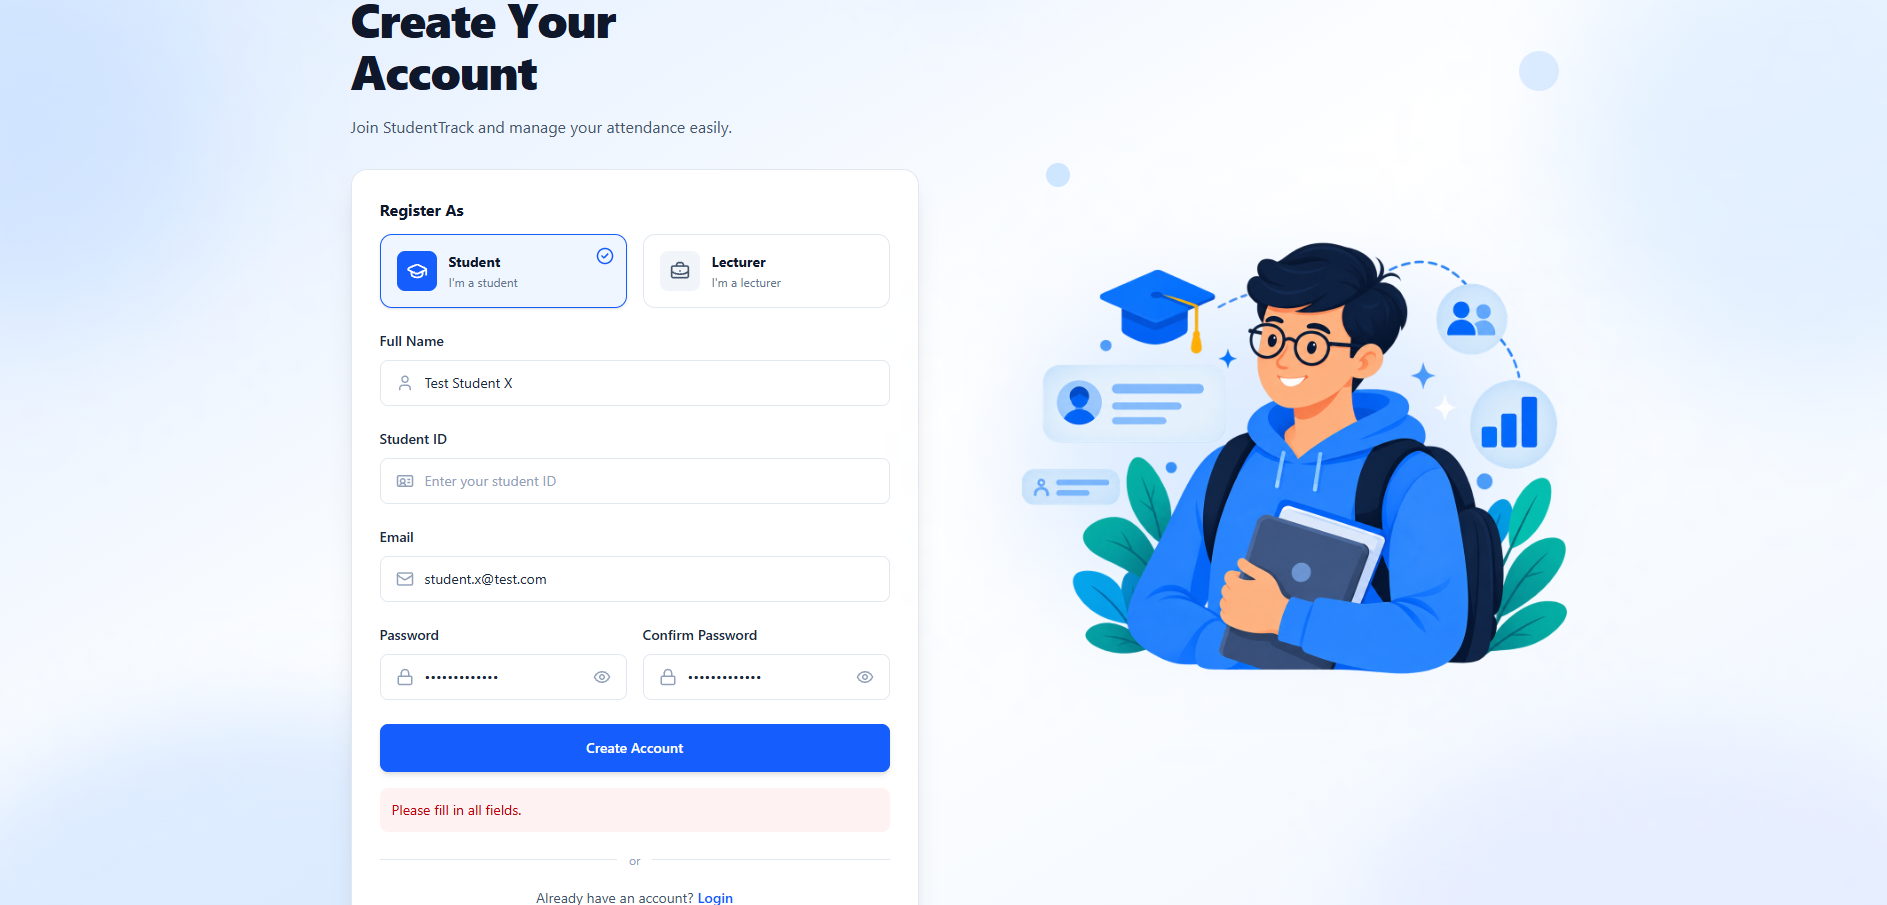 Create Your
Account
Join StudentTrack and manage your attendance easily.
Register As
Student
I'm a student
Lecturer
I'm a lecturer
Full Name
Test Student X
Student ID
Enter your student ID
Email
student.x@test.com
Password
Confirm Password
•••••••••••••
•••••••••••••
Create Account
Please fill in all fields.
or
Already have an account? Login